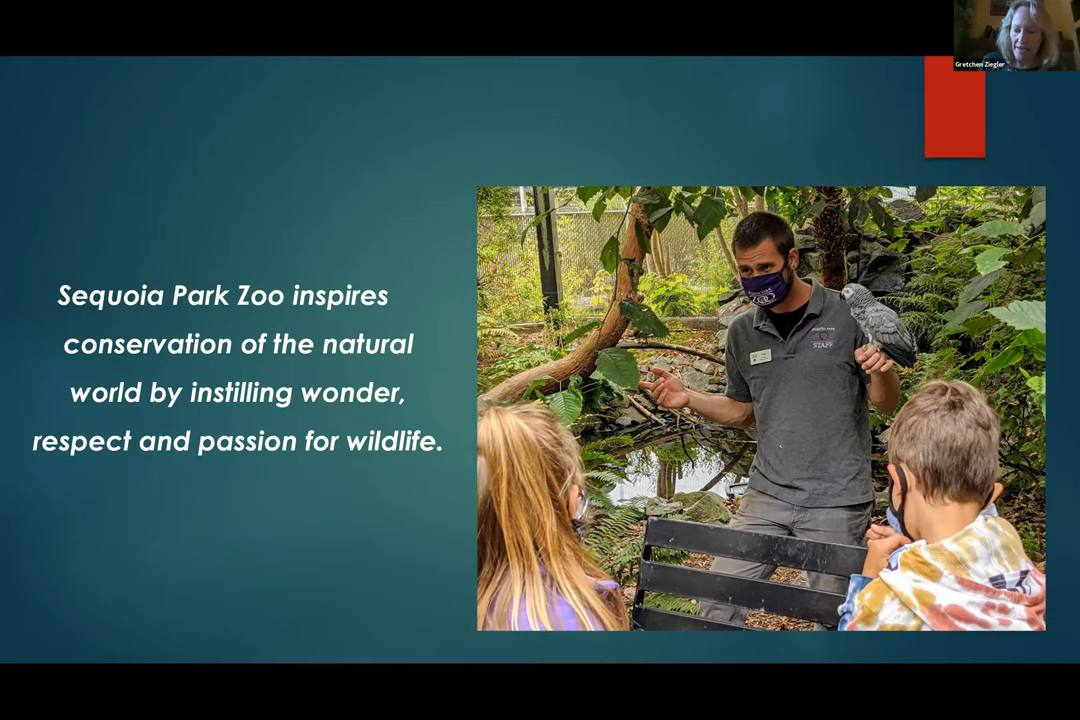 Gretchen Ziegler
Sequoia Park Zoo inspires
conservation of the natural
world by instilling wonder,
respect and passion for wildlife.
STAFF